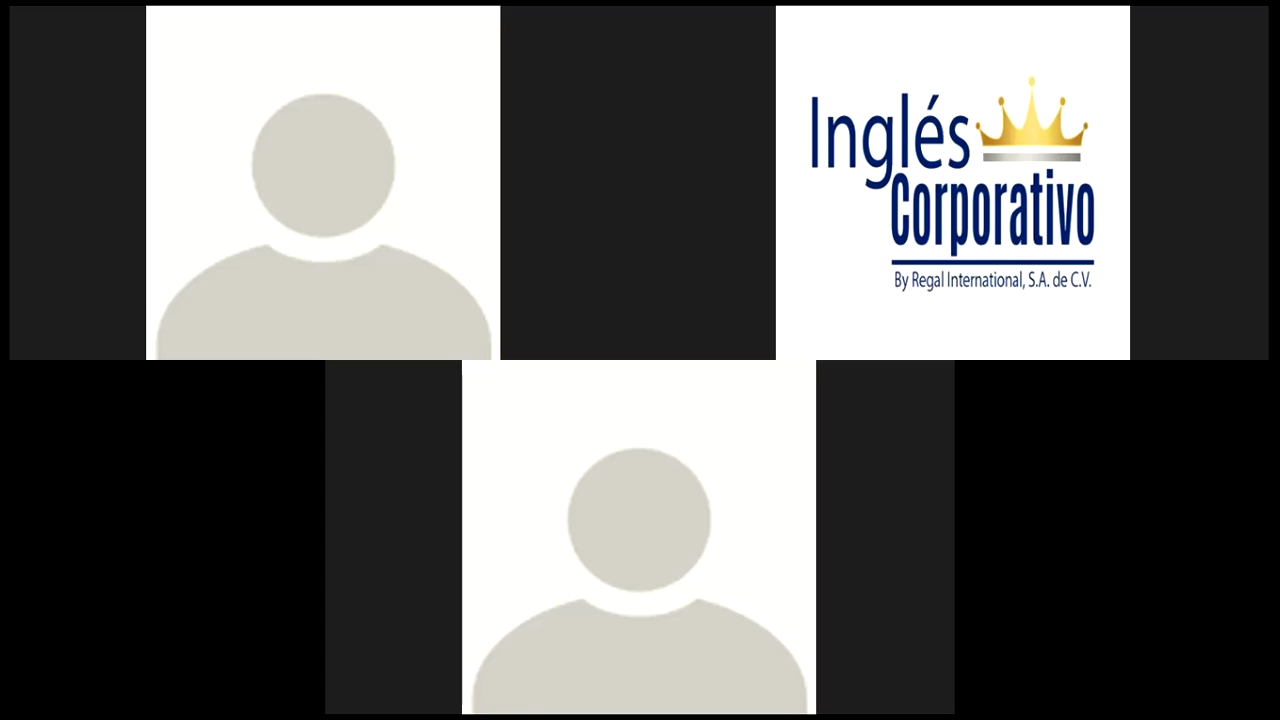 Inglés
Corporativo
By Regal International, S.A. de C.V.